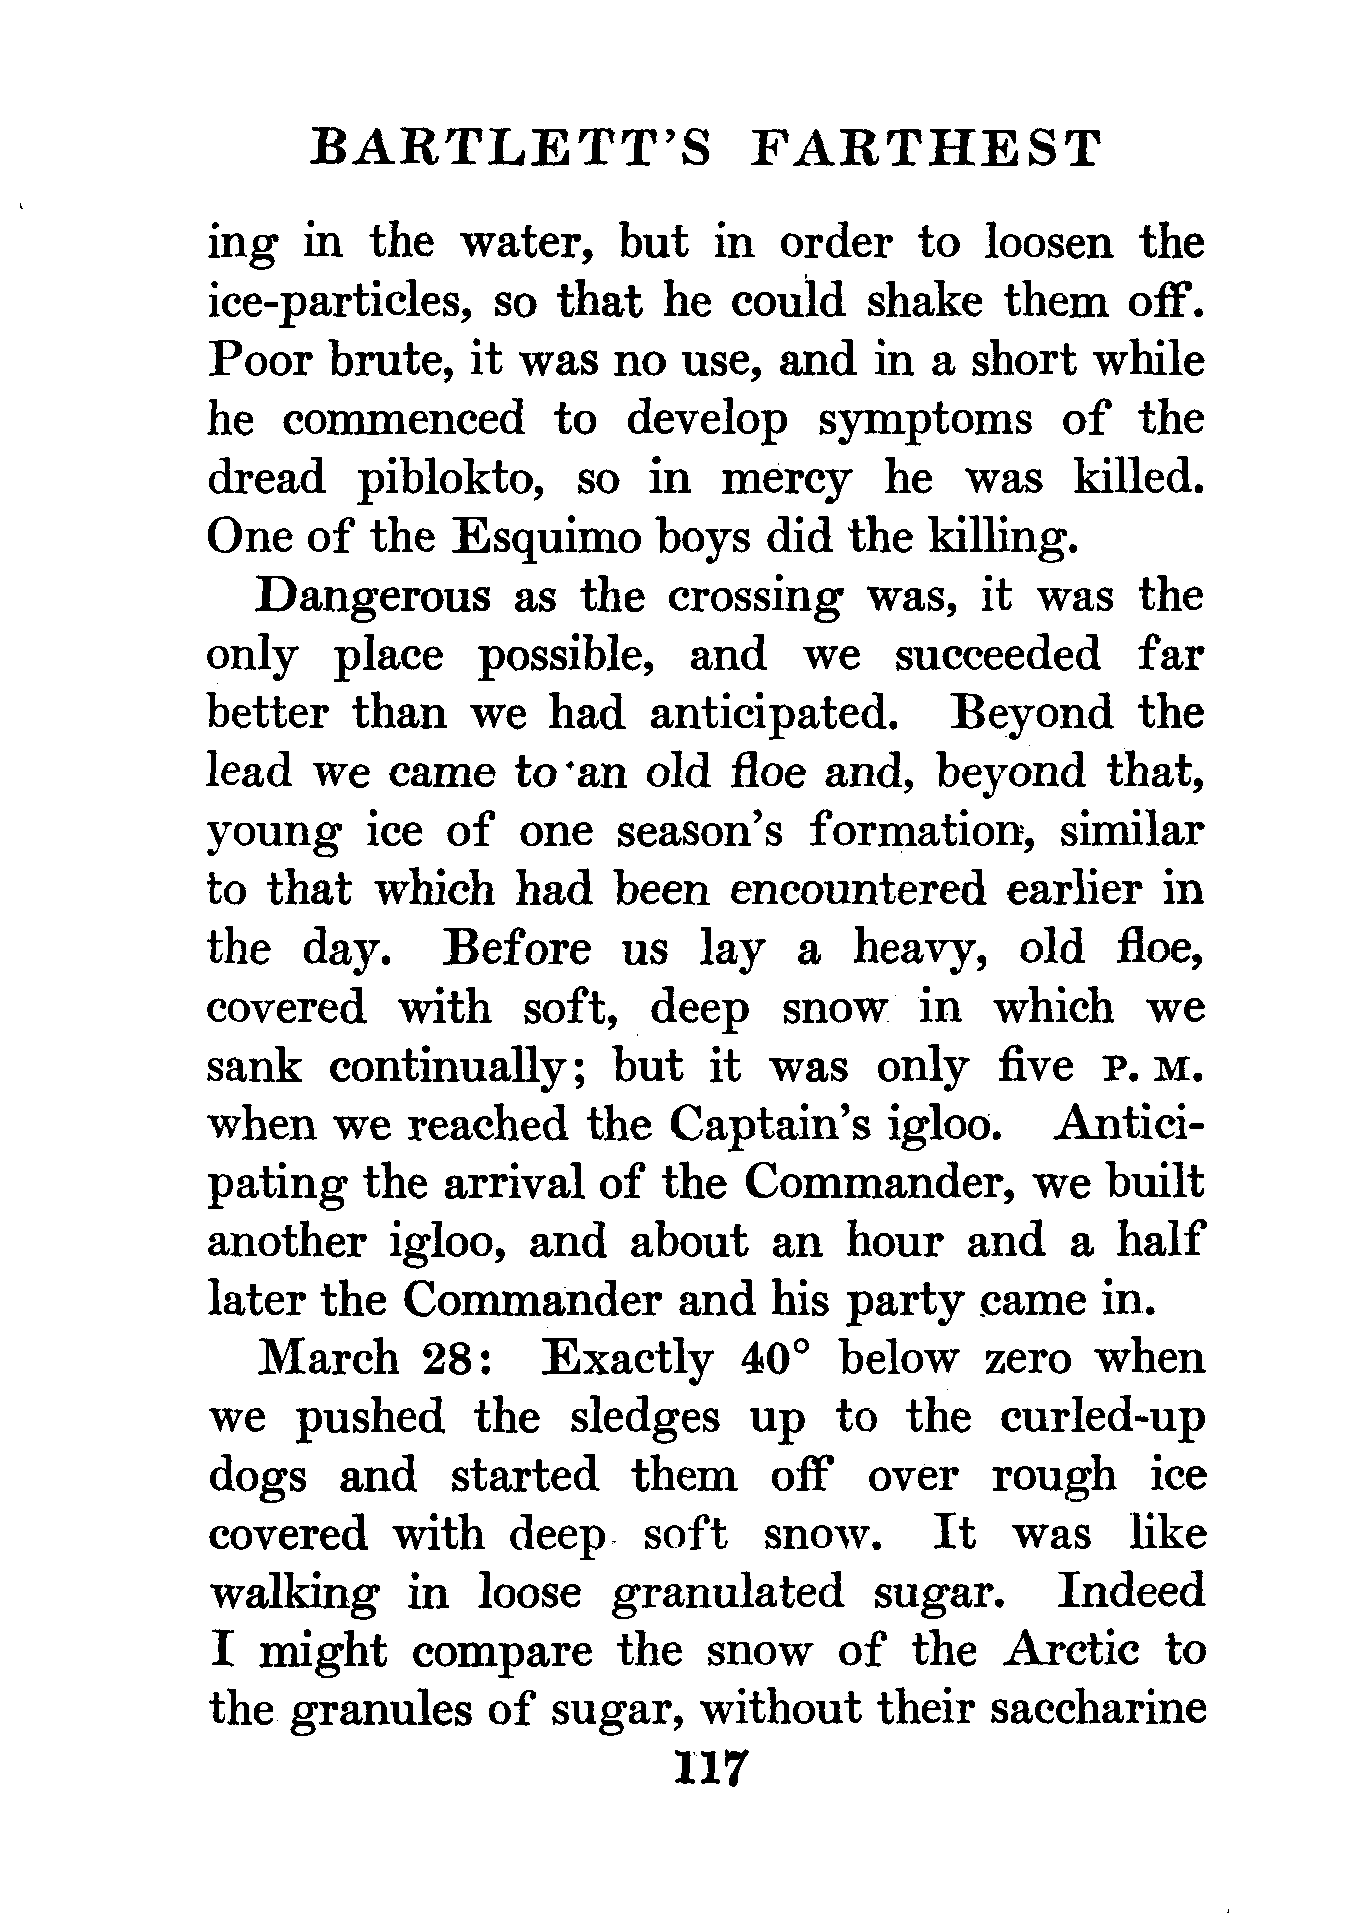 BARTLETT'S FARTHEST
ing in the water, but in order to loosen the
ice-particles, so that he could shake them off.
Poor brute, it was no use, and in a short while
he commenced to develop symptoms of the
dread piblokto, so in mercy he was killed.
One of the Esquimo boys did the killing.
Dangerous as the crossing was, it was the
only place possible, and we succeeded far
better than we had anticipated. Beyond the
lead we came to an old floe and, beyond that,
young ice of one season's formation, similar
to that which had been encountered earlier in
the day. Before us lay a heavy, old floe,
covered with soft, deep snow in which we
sank continually; but it was only five P. M.
when we reached the Captain's igloo. Antici-
pating the arrival of the Commander, we built
another igloo, and about an hour and a half
later the Commander and his party came in.
March 28: Exactly 40° below zero when
we pushed the sledges up to the curled-up
dogs and started them off over rough ice
covered with deep soft snow. It was like
walking in loose granulated sugar. Indeed
I might compare the snow of the Arctic to
the granules of sugar, without their saccharine
117